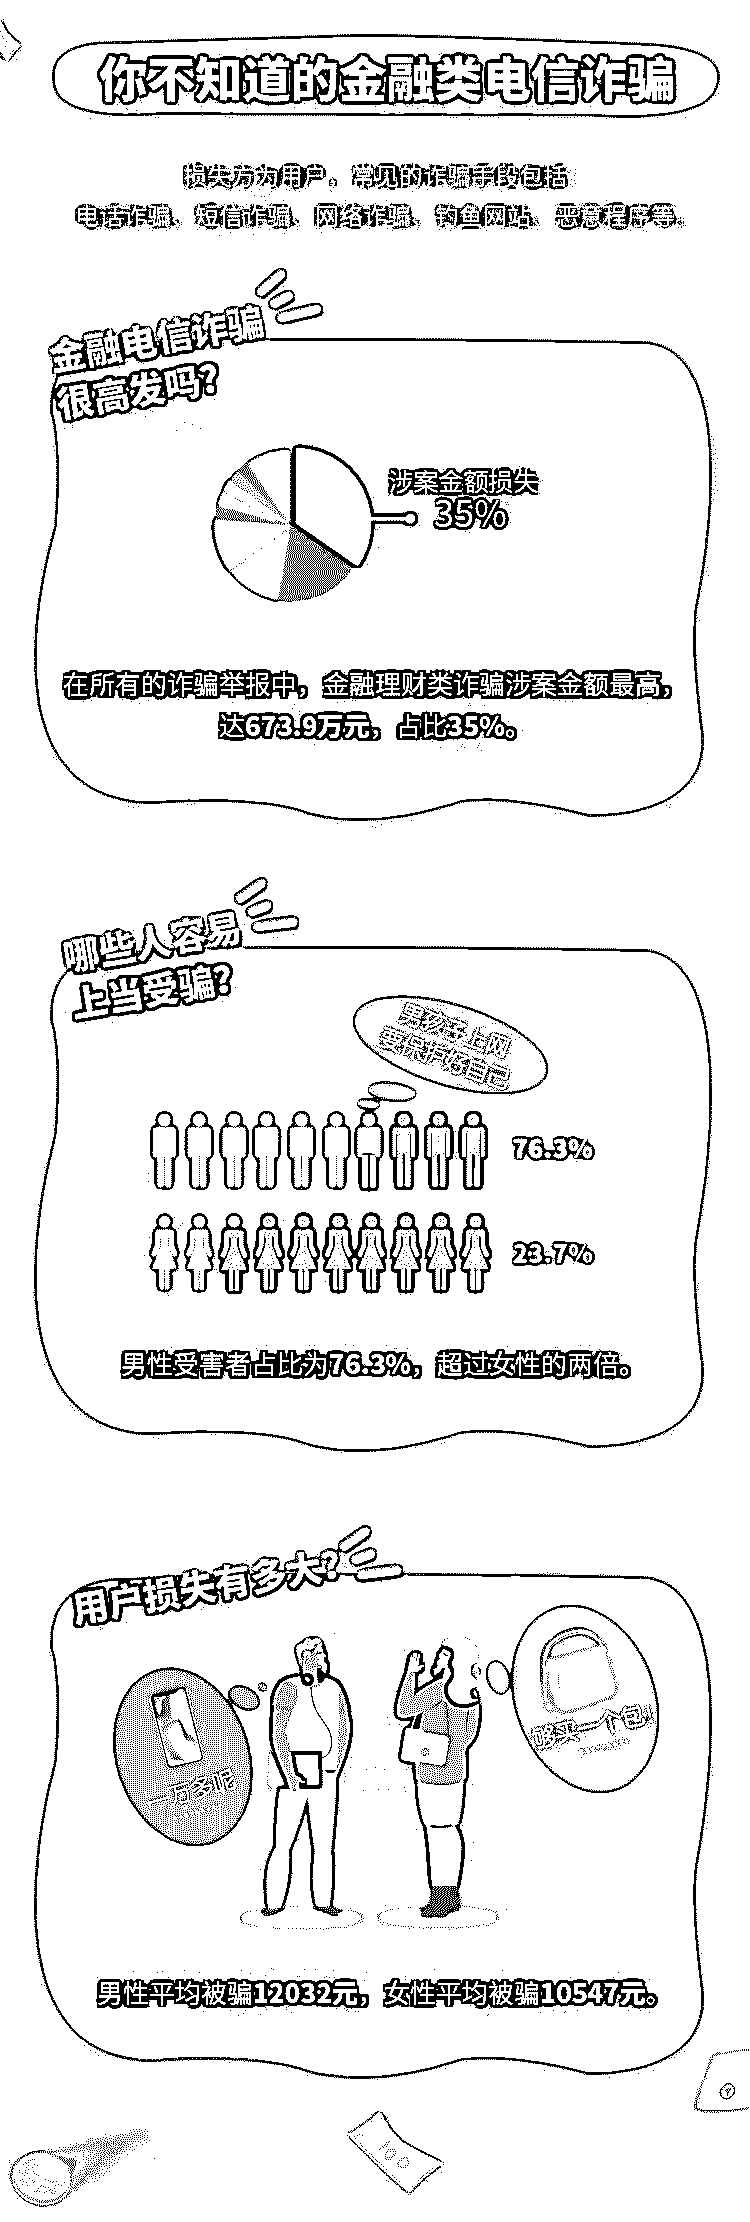 你不知道的金融类电信诈骗
损失方为用户。常见的诈骗手段包括
电话诈骗、短信诈骗、网络诈骗、钓鱼网站、恶意程序等。
金融电信诈骗
很高发吗？
涉案金额损失
35%
在所有的诈骗举报中，金融理财类诈骗涉案金额最高，
达673.9万元，占比35%。
哪些人容易
上当受骗？
男孩子上网
要保护好自己
76.3%
23.7%
男性受害者占比为76.3%，超过女性的两倍。
用户损失有多大？
一万多呢
够买一个包！
男性平均被骗12032元，女性平均被骗10547元。
100